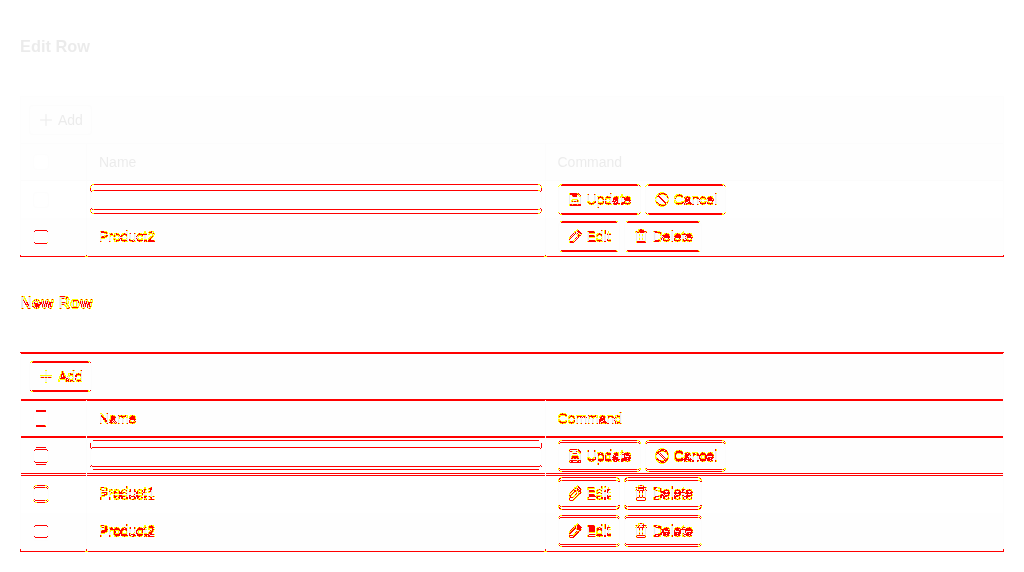 Edit Row
Add
Name Command
Update Cancel
Product2 Edit Delete
New Row
Add
Name Command
Update Cancel
Product1 Edit Delete
Product2 Edit Delete